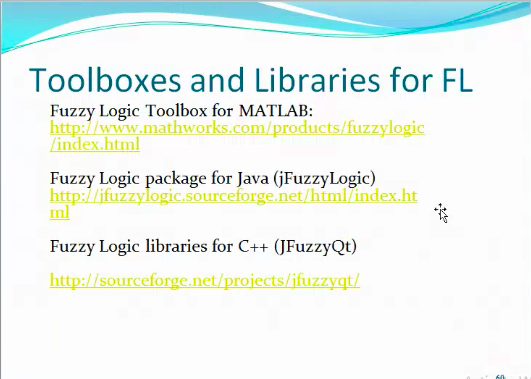 Toolboxes and Libraries for FL
Fuzzy Logic Toolbox for MATLAB:
http://www.mathworks.com/products/fuzzylogic
/index.html
Fuzzy Logic package for Java (jFuzzyLogic)
http://jfuzzylogic.sourceforge.net/html/index.ht
ml
Fuzzy Logic libraries for C++ (JFuzzyQt)
http://sourceforge.net/projects/jfuzzyqt/